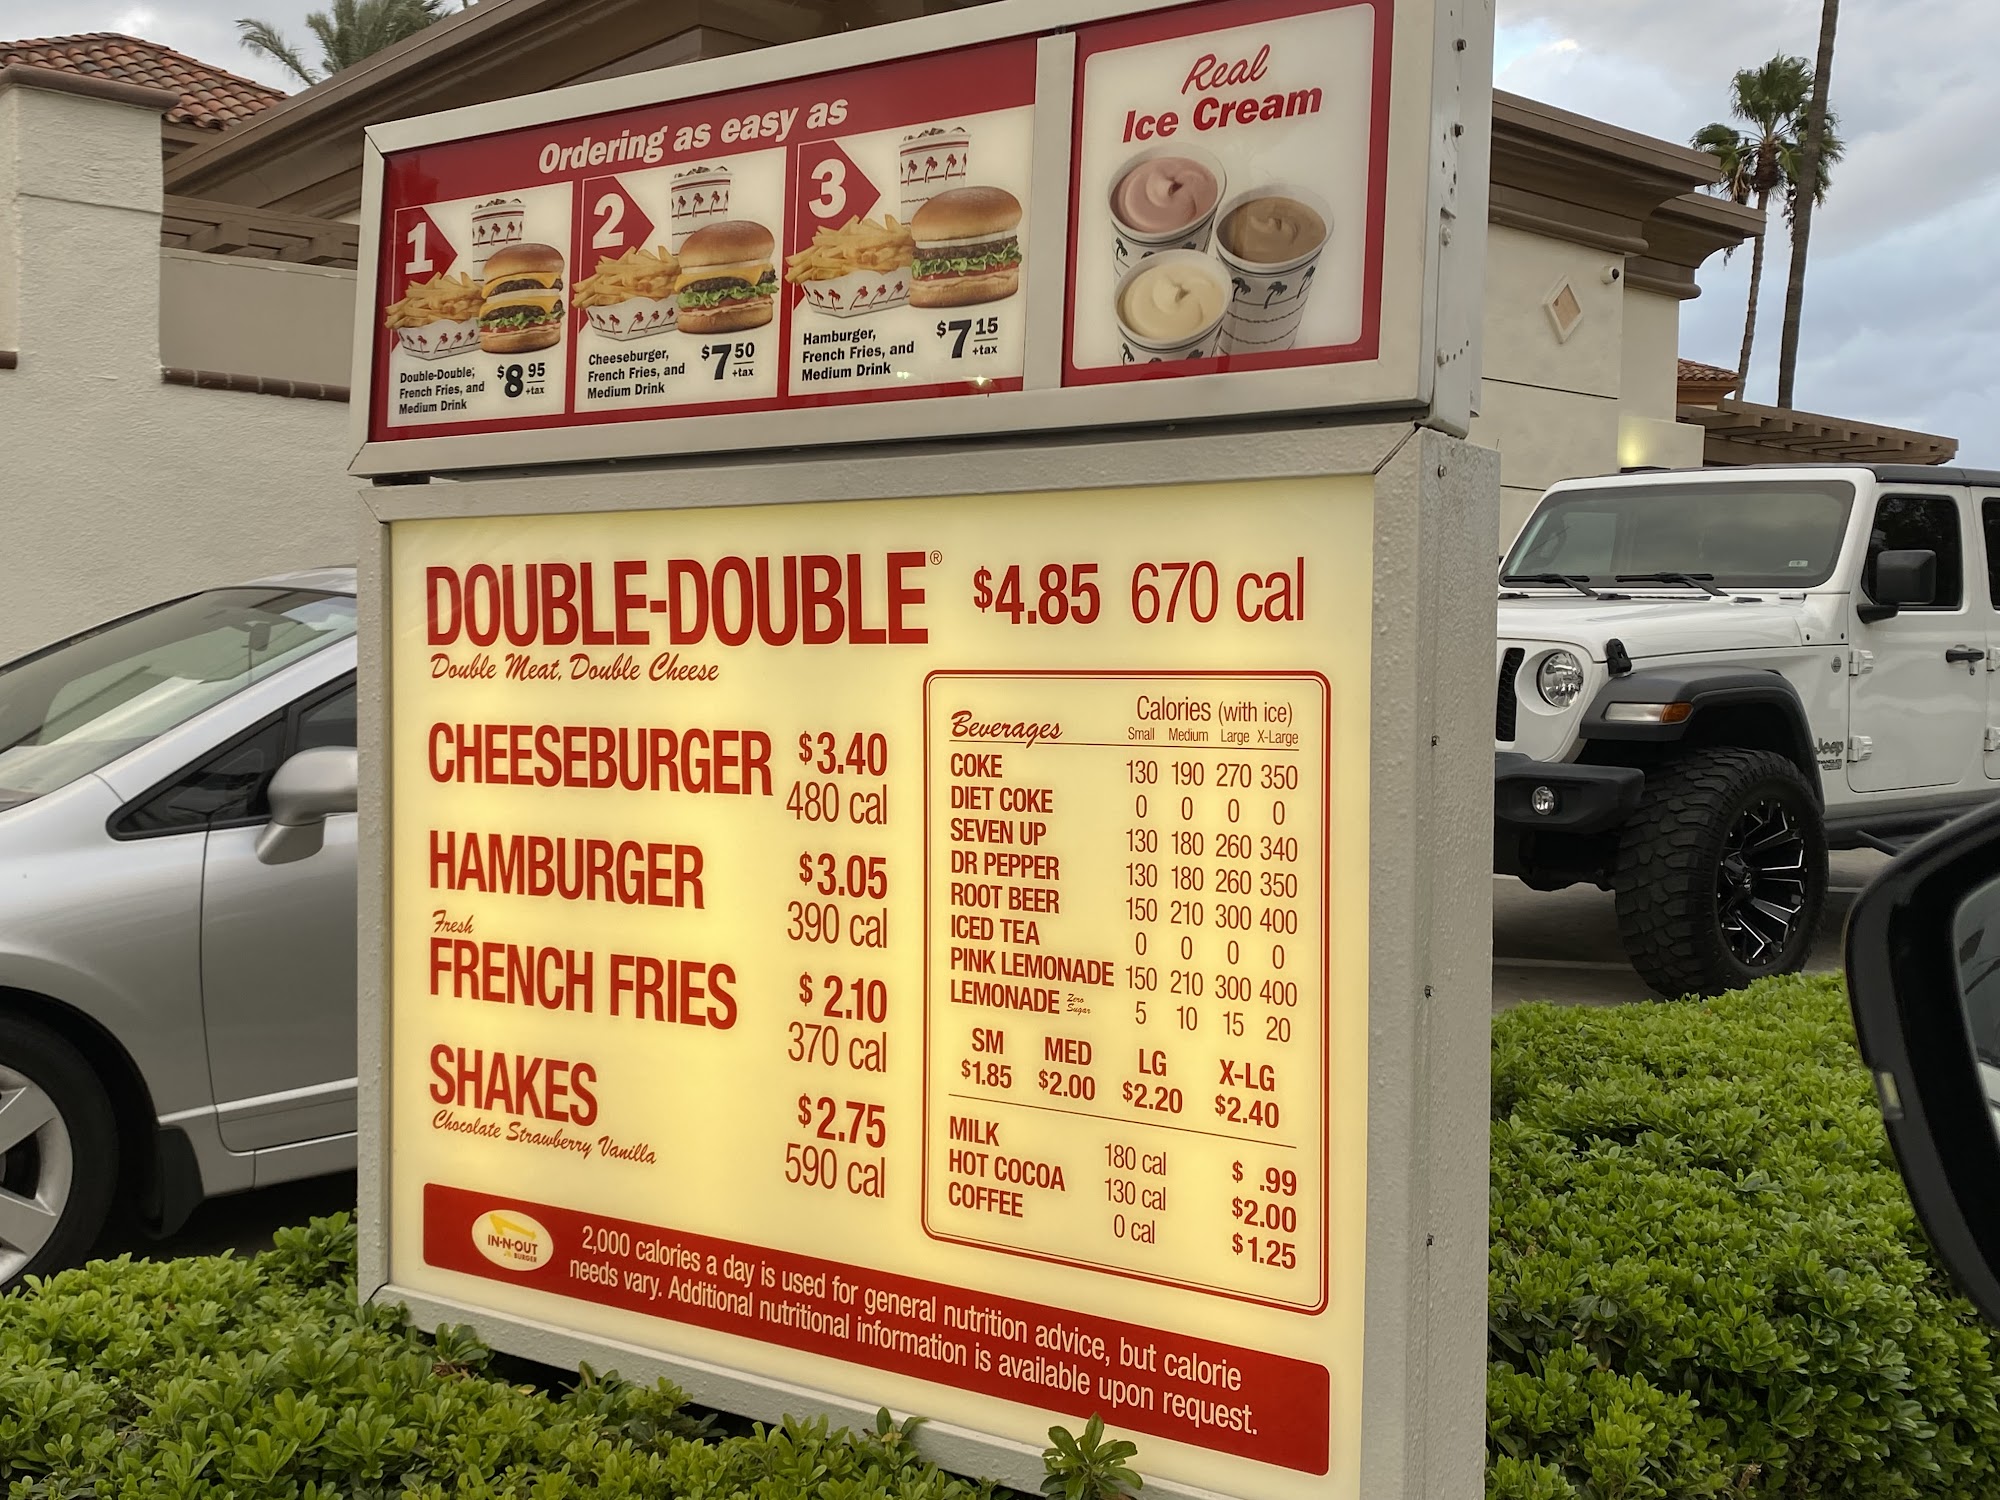 Ordering as easy as
1
Double-Double,
French Fries, and
Medium Drink
$8 95
+tax
2
Cheeseburger,
French Fries, and
Medium Drink
$7 50
+tax
3
Hamburger,
French Fries, and
Medium Drink
$7 15
+tax
Real
Ice Cream
DOUBLE-DOUBLE® $4.85 670 cal
Double Meat, Double Cheese
CHEESEBURGER $3.40
480 cal
HAMBURGER $3.05
390 cal
Fresh
FRENCH FRIES $2.10
370 cal
SHAKES $2.75
Chocolate Strawberry Vanilla
590 cal
Beverages Calories (with ice)
Small Medium Large X-Large
COKE 130 190 270 350
DIET COKE 0 0 0 0
SEVEN UP 130 180 260 340
DR PEPPER 130 180 260 350
ROOT BEER 150 210 300 400
ICED TEA 0 0 0 0
PINK LEMONADE 150 210 300 400
LEMONADE Zero Sugar 5 10 15 20
SM MED LG X-LG
$1.85 $2.00 $2.20 $2.40
MILK 180 cal $ .99
HOT COCOA 130 cal $2.00
COFFEE 0 cal $1.25
IN-N-OUT
BURGER
2,000 calories a day is used for general nutrition advice, but calorie
needs vary. Additional nutritional information is available upon request.
Jeep